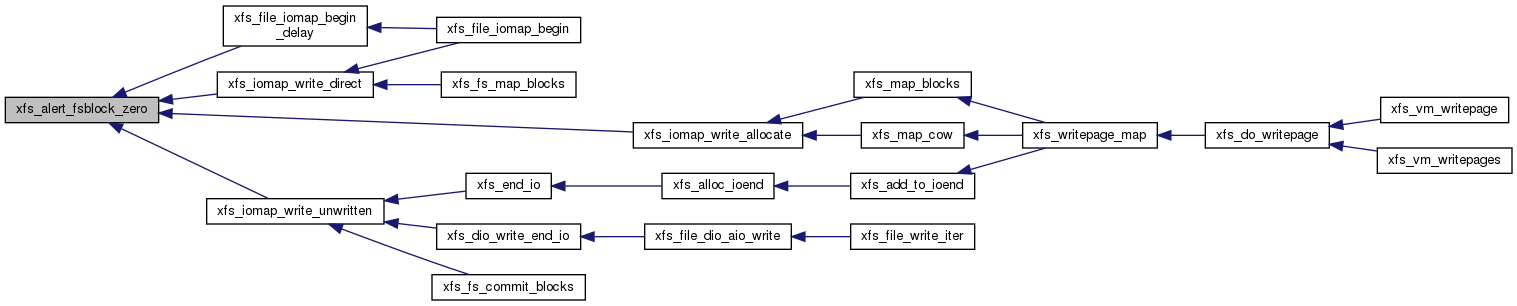 xfs_file_iomap_begin
_delay
xfs_file_iomap_begin
xfs_iomap_write_direct
xfs_fs_map_blocks
xfs_map_blocks
xfs_alert_fsblock_zero
xfs_vm_writepage
xfs_iomap_write_allocate
xfs_map_cow
xfs_writepage_map
xfs_do_writepage
xfs_vm_writepages
xfs_end_io
xfs_alloc_ioend
xfs_add_to_ioend
xfs_iomap_write_unwritten
xfs_dio_write_end_io
xfs_file_dio_aio_write
xfs_file_write_iter
xfs_fs_commit_blocks